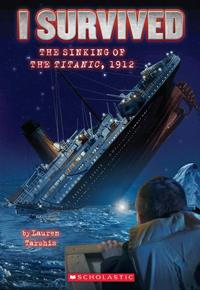 I SURVIVED
THE SINKING OF
THE TITANIC, 1912
by Lauren
Tarshis
SCHOLASTIC